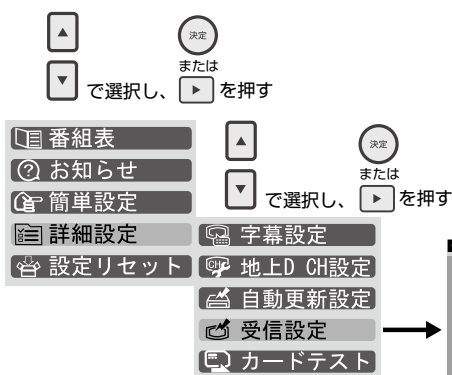 決定
または
で選択し、 を押す
番組表
お知らせ
簡単設定
詳細設定
設定リセット
決定
または
で選択し、 を押す
字幕設定
CH
地上D CH設定
自動更新設定
受信設定
カードテスト